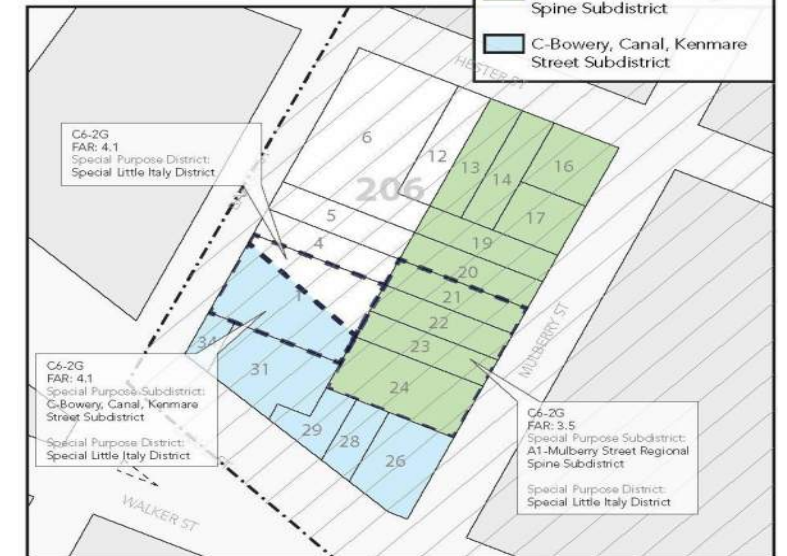 Spine Subdistrict
C-Bowery, Canal, Kenmare
Street Subdistrict
HESTER ST
C6-2G
FAR: 4.1
Special Purpose District:
Special Little Italy District
6
12
13
14
16
206
17
5
4
19
20
21
1
22
23
34
31
24
MULBERRY ST
C6-2G
FAR: 4.1
Special Purpose Subdistrict:
C-Bowery, Canal, Kenmare
Street Subdistrict
Special Purpose District:
Special Little Italy District
29
28
26
C6-2G
FAR: 3.5
Special Purpose Subdistrict:
A1-Mulberry Street Regional
Spine Subdistrict
Special Purpose District:
Special Little Italy District
WALKER ST